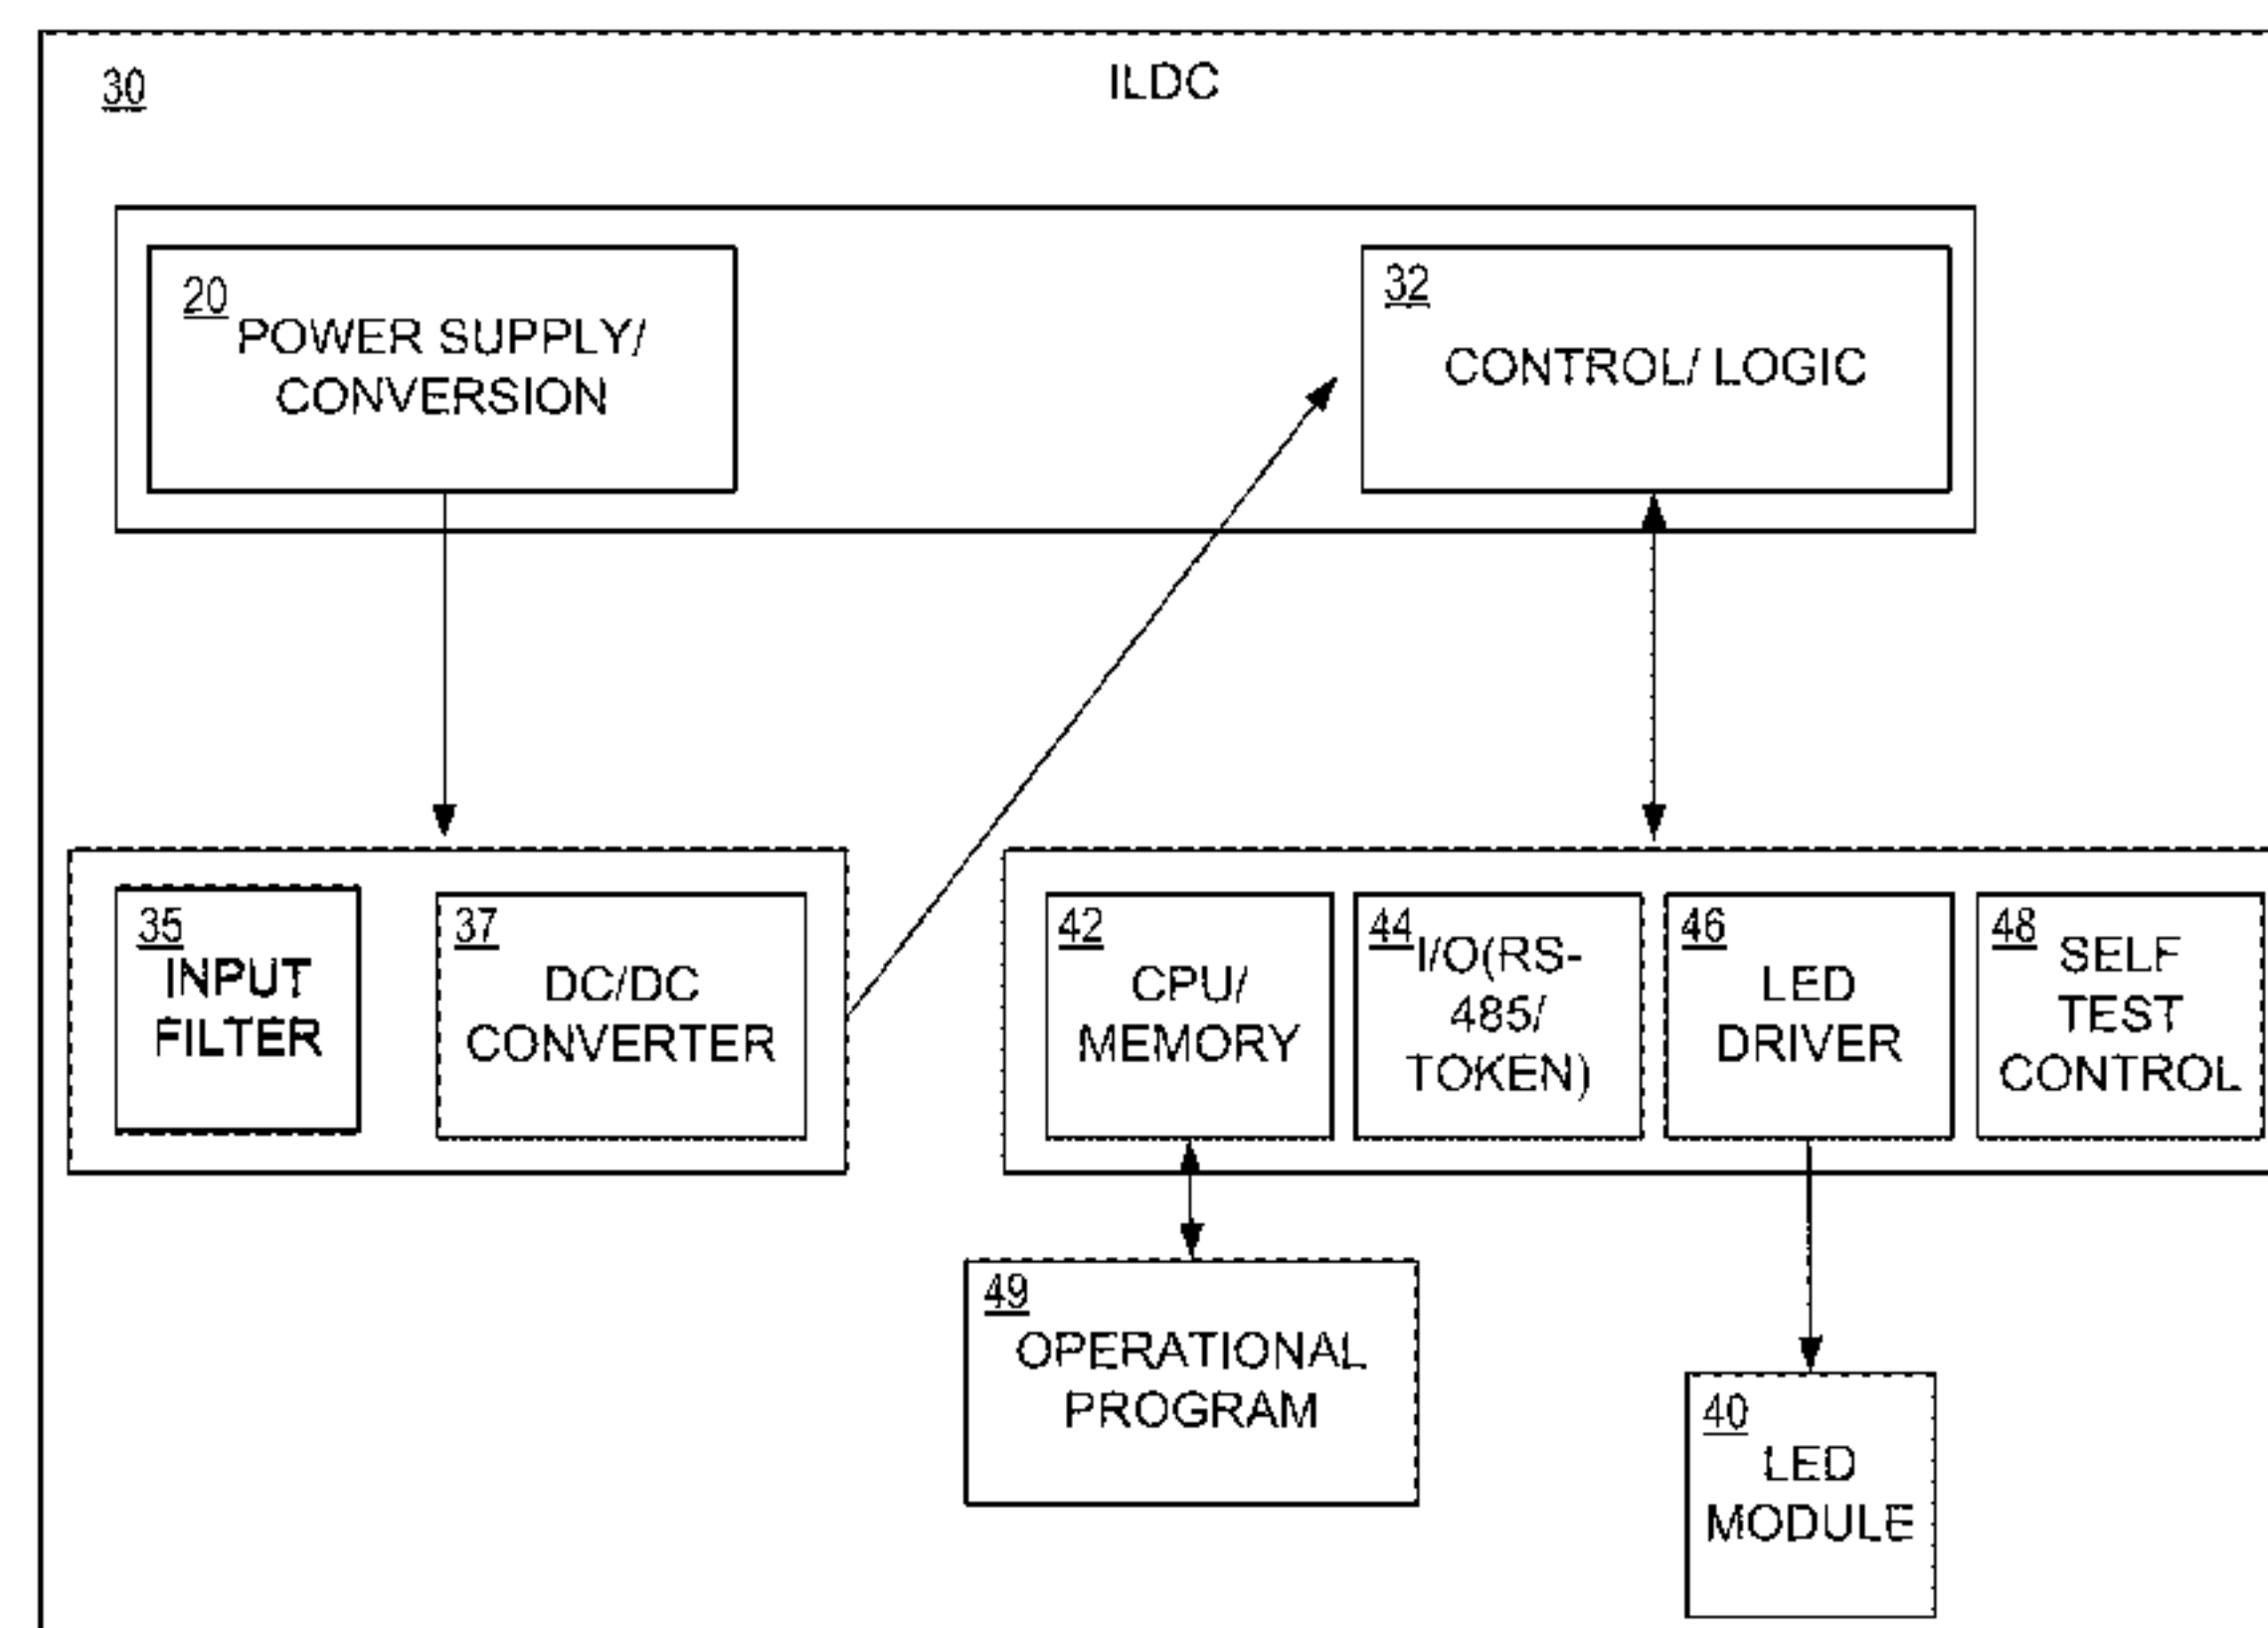 30
ILDC
20
POWER SUPPLY/
CONVERSION
32
CONTROL/ LOGIC
35
INPUT
FILTER
37
DC/DC
CONVERTER
42
CPU/
MEMORY
44
I/O(RS-
485/
TOKEN)
46
LED
DRIVER
48
SELF
TEST
CONTROL
49
OPERATIONAL
PROGRAM
40
LED
MODULE